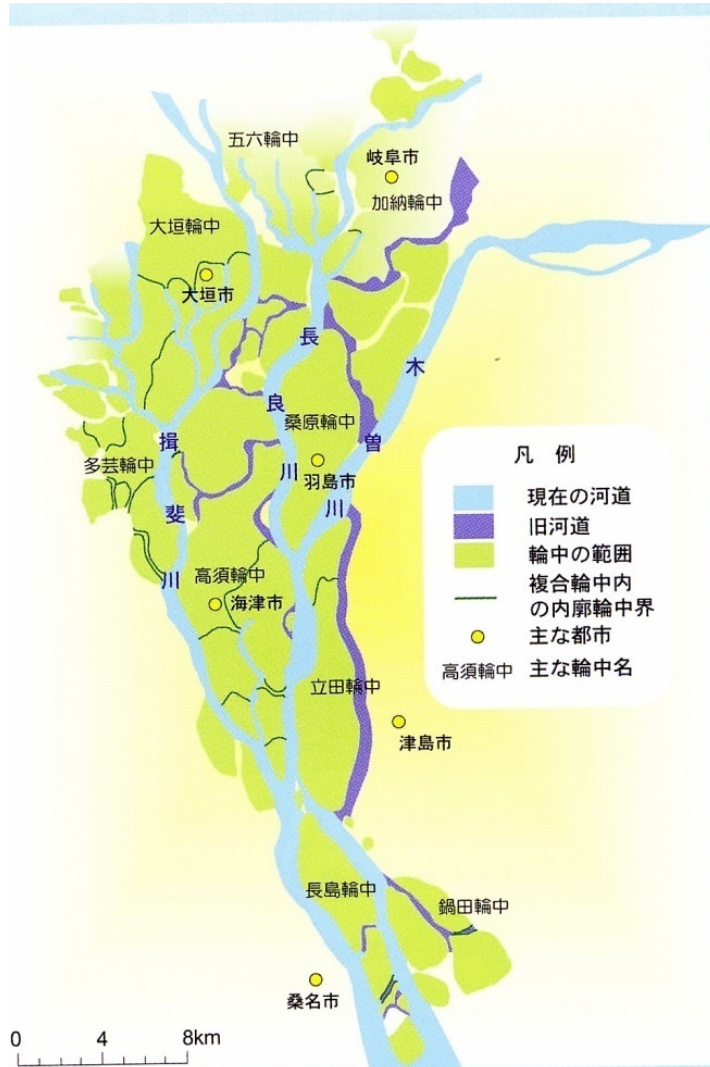 五六輪中
岐阜市
加納輪中
大垣輪中
大垣市
長良川
木曽川
揖斐川
桑原輪中
羽島市
多芸輪中
高須輪中
海津市
立田輪中
津島市
長島輪中
鍋田輪中
桑名市
凡 例
現在の河道
旧河道
輪中の範囲
複合輪中内
の内廓輪中界
主な都市
高須輪中 主な輪中名
0 4 8km